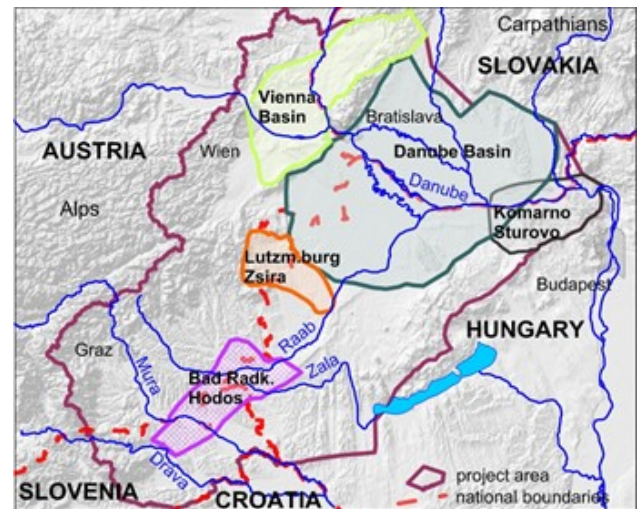 Carpathians
SLOVAKIA
Vienna
Basin
Bratislava
AUSTRIA
Wien
Danube Basin
Danube
Alps
Komarno
Sturovo
Lutzm.burg
Zsira
Budapest
HUNGARY
Raab
Graz
Mura
Zala
Bad Radk.
Hodos
Drava
SLOVENIA
CROATIA
project area
national boundaries